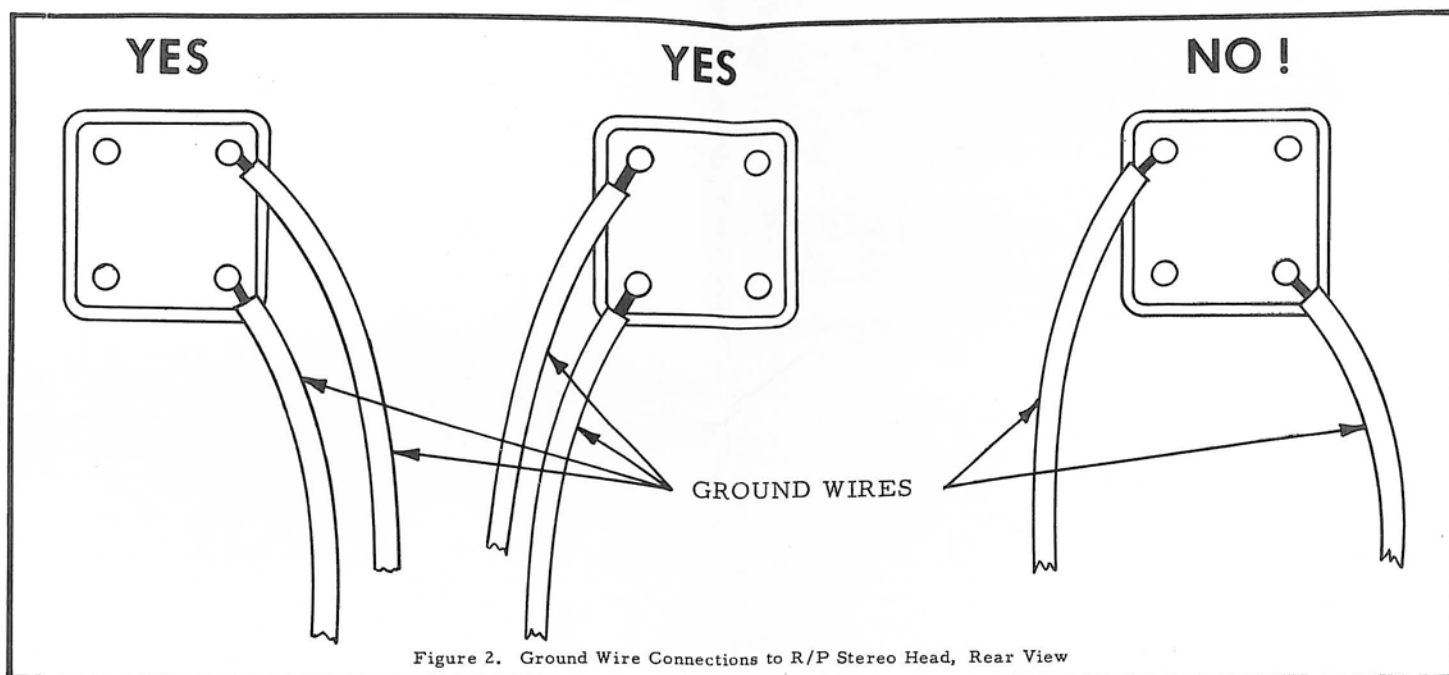 YES
YES
NO !
GROUND WIRES
Figure 2. Ground Wire Connections to R/P Stereo Head, Rear View